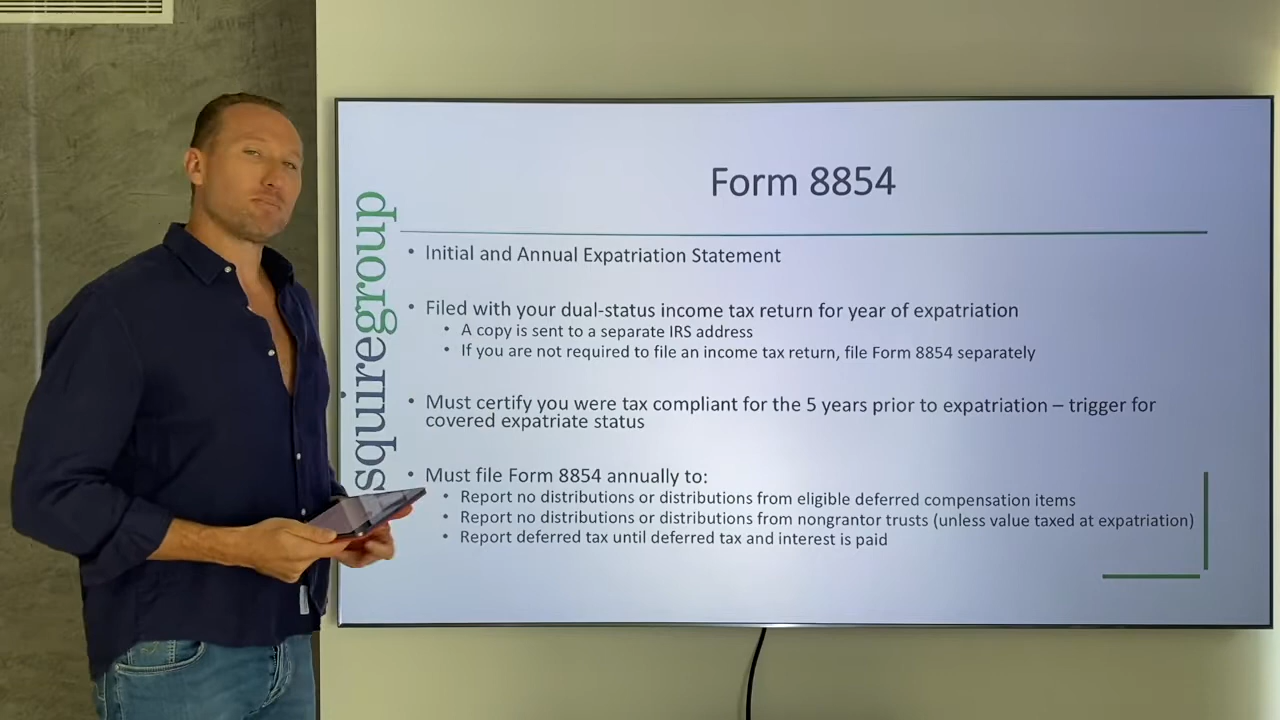 Form 8854
squiregroup
• Initial and Annual Expatriation Statement
• Filed with your dual-status income tax return for year of expatriation
• A copy is sent to a separate IRS address
• If you are not required to file an income tax return, file Form 8854 separately
• Must certify you were tax compliant for the 5 years prior to expatriation – trigger for
covered expatriate status
• Must file Form 8854 annually to:
• Report no distributions or distributions from eligible deferred compensation items
• Report no distributions or distributions from nongrantor trusts (unless value taxed at expatriation)
• Report deferred tax until deferred tax and interest is paid